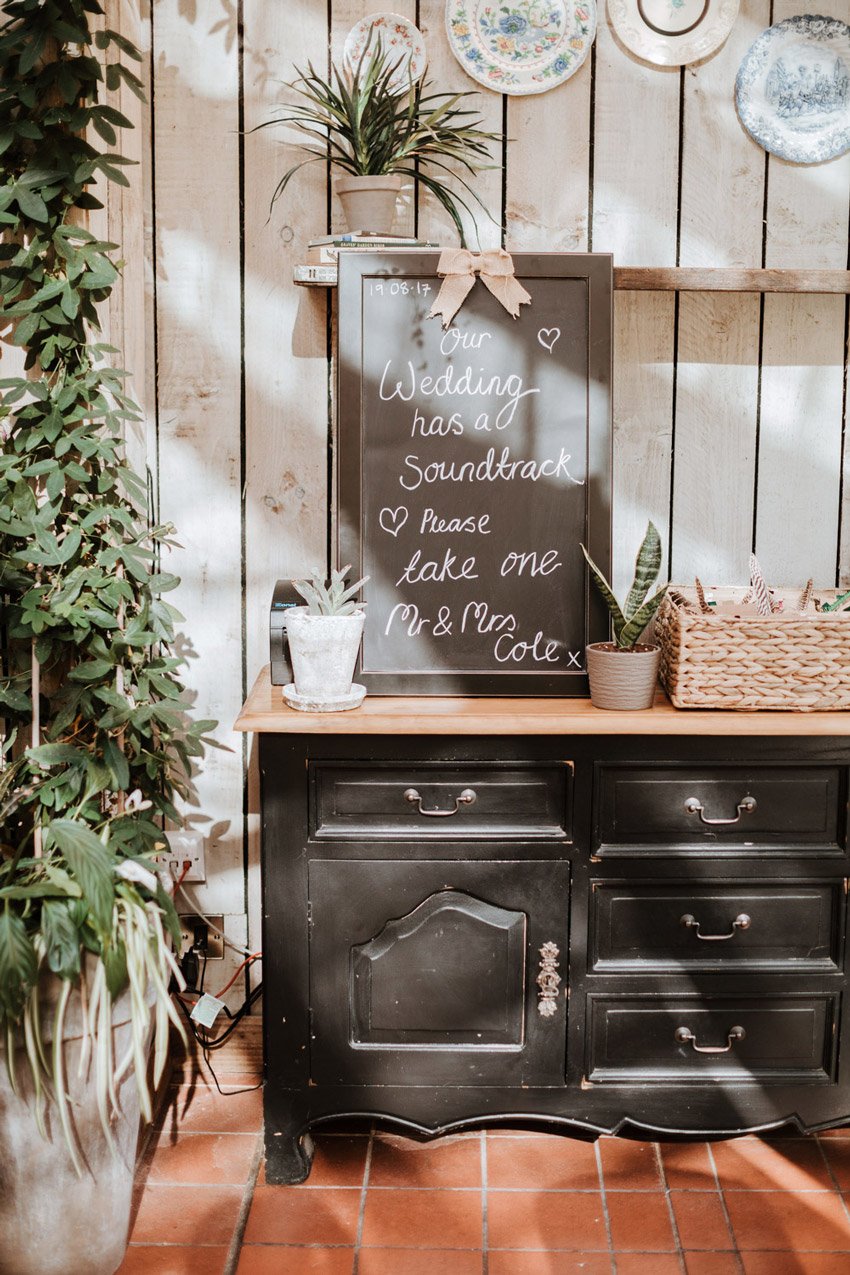 19·08·17
Our
Wedding
has a
Soundtrack
Please
take one
Mr & Mrs
Cole x